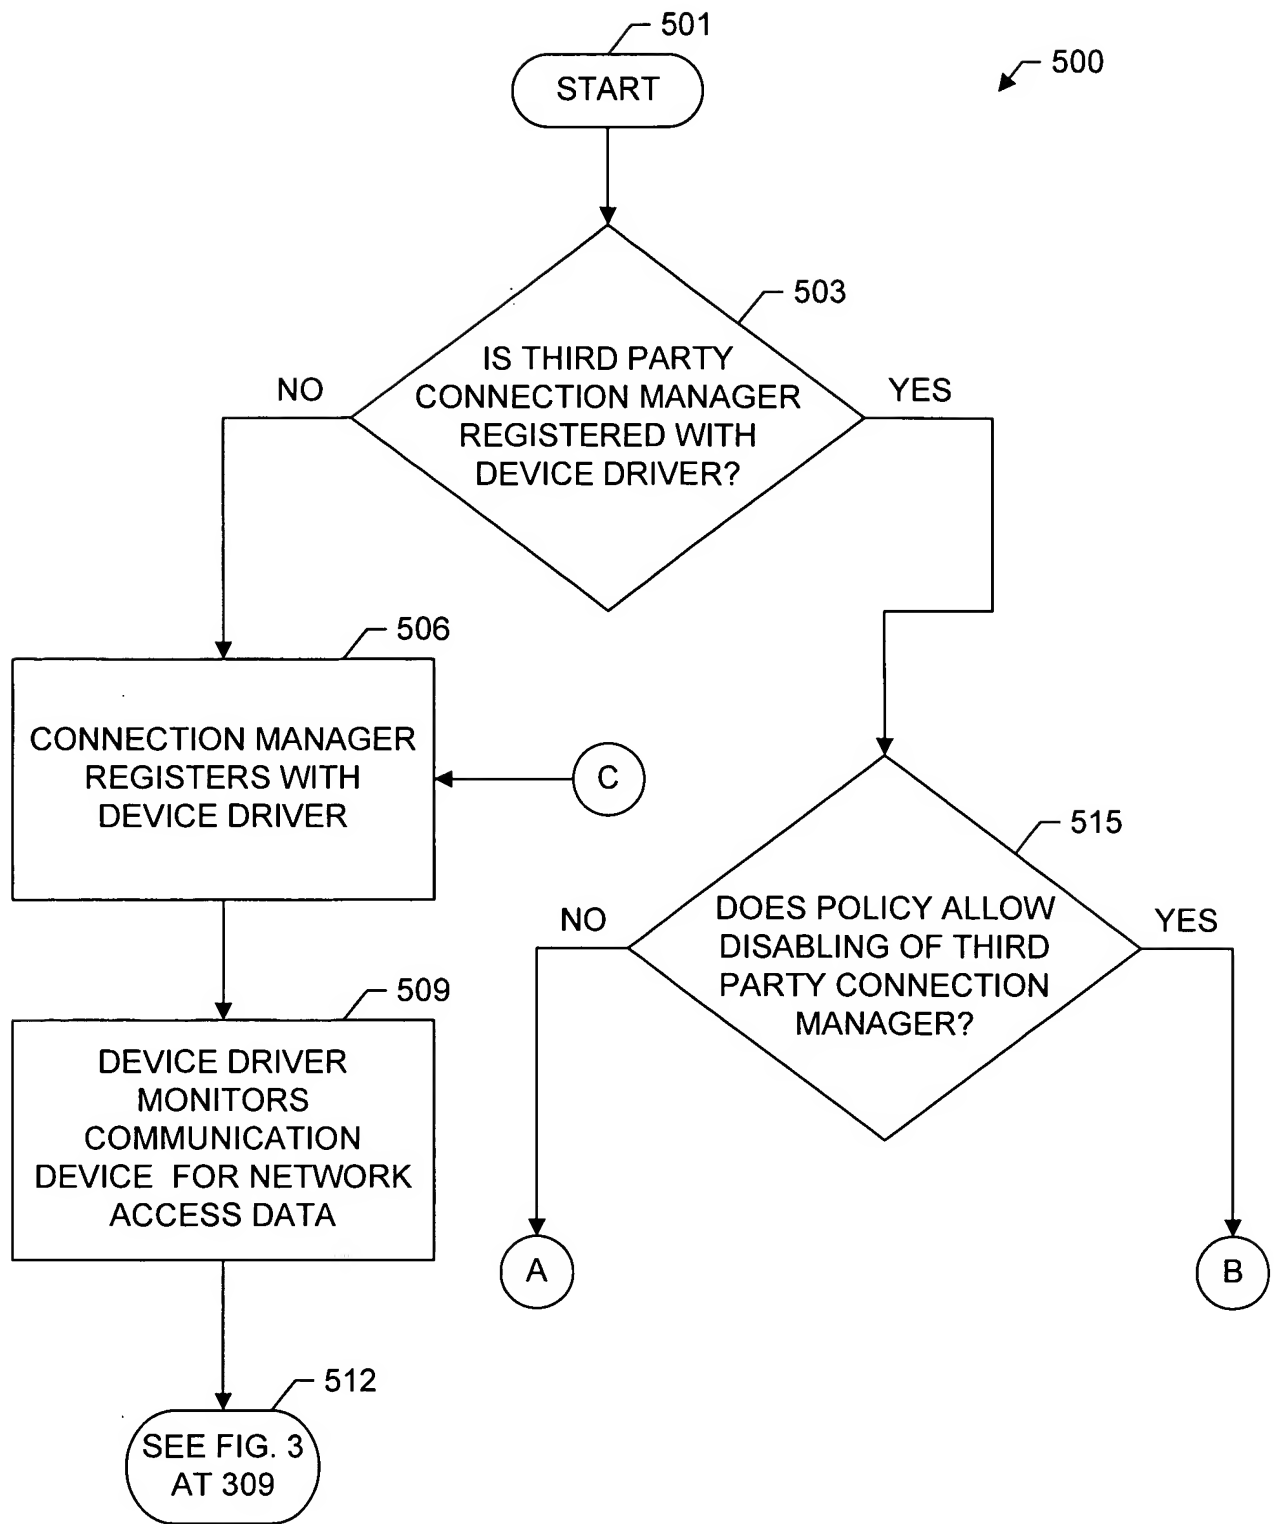 501
500
START
503
IS THIRD PARTY
CONNECTION MANAGER
REGISTERED WITH
DEVICE DRIVER?
NO
YES
506
CONNECTION MANAGER
REGISTERS WITH
DEVICE DRIVER
C
515
DOES POLICY ALLOW
DISABLING OF THIRD
PARTY CONNECTION
MANAGER?
NO
YES
509
DEVICE DRIVER
MONITORS
COMMUNICATION
DEVICE FOR NETWORK
ACCESS DATA
A
B
512
SEE FIG. 3
AT 309